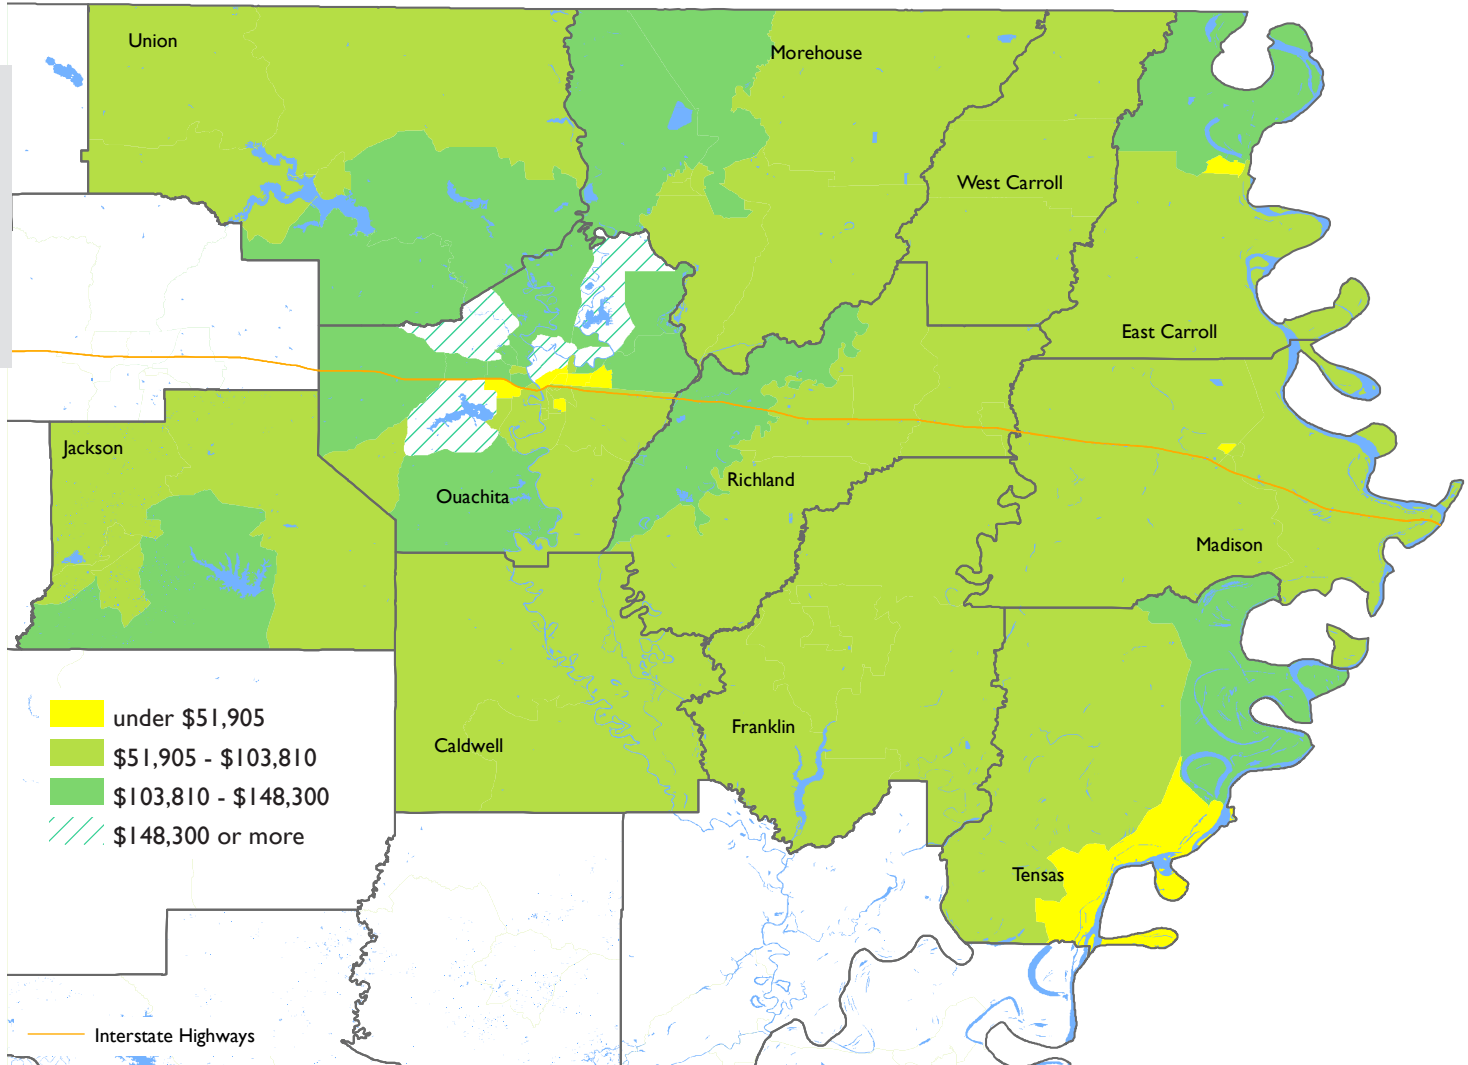 Union
Morehouse
West Carroll
East Carroll
Jackson
Ouachita
Richland
Madison
Caldwell
Franklin
Tensas
under $51,905
$51,905 - $103,810
$103,810 - $148,300
$148,300 or more
Interstate Highways